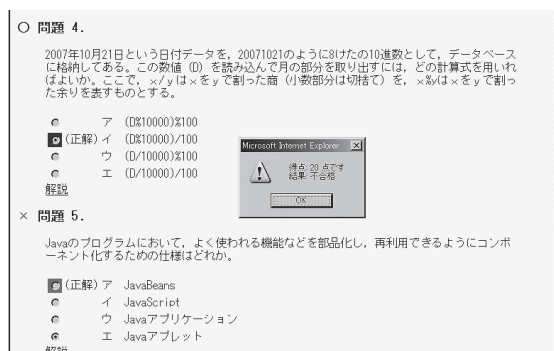 ○ 問題 4.
2007年10月21日という日付データを，20071021のように8けたの10進数として，データベース
に格納してある。この数値（D）を読み込んで月の部分を取り出すには，どの計算式を用いれ
ばよいか。ここで，x/yはxをyで割った商（小数部分は切捨て）を，x%yはxをyで割っ
た余りを表すものとする。
ア (D%10000)%100
(正解) イ (D%10000)/100
ウ (D/10000)%100
エ (D/10000)/100
解説
Microsoft Internet Explorer
得点:20 点です
結果:不合格
OK
× 問題 5.
Javaのプログラムにおいて，よく使われる機能などを部品化し，再利用できるようにコンポ
ーネント化するための仕様はどれか。
(正解) ア JavaBeans
イ JavaScript
ウ Javaアプリケーション
エ Javaアプレット
解説